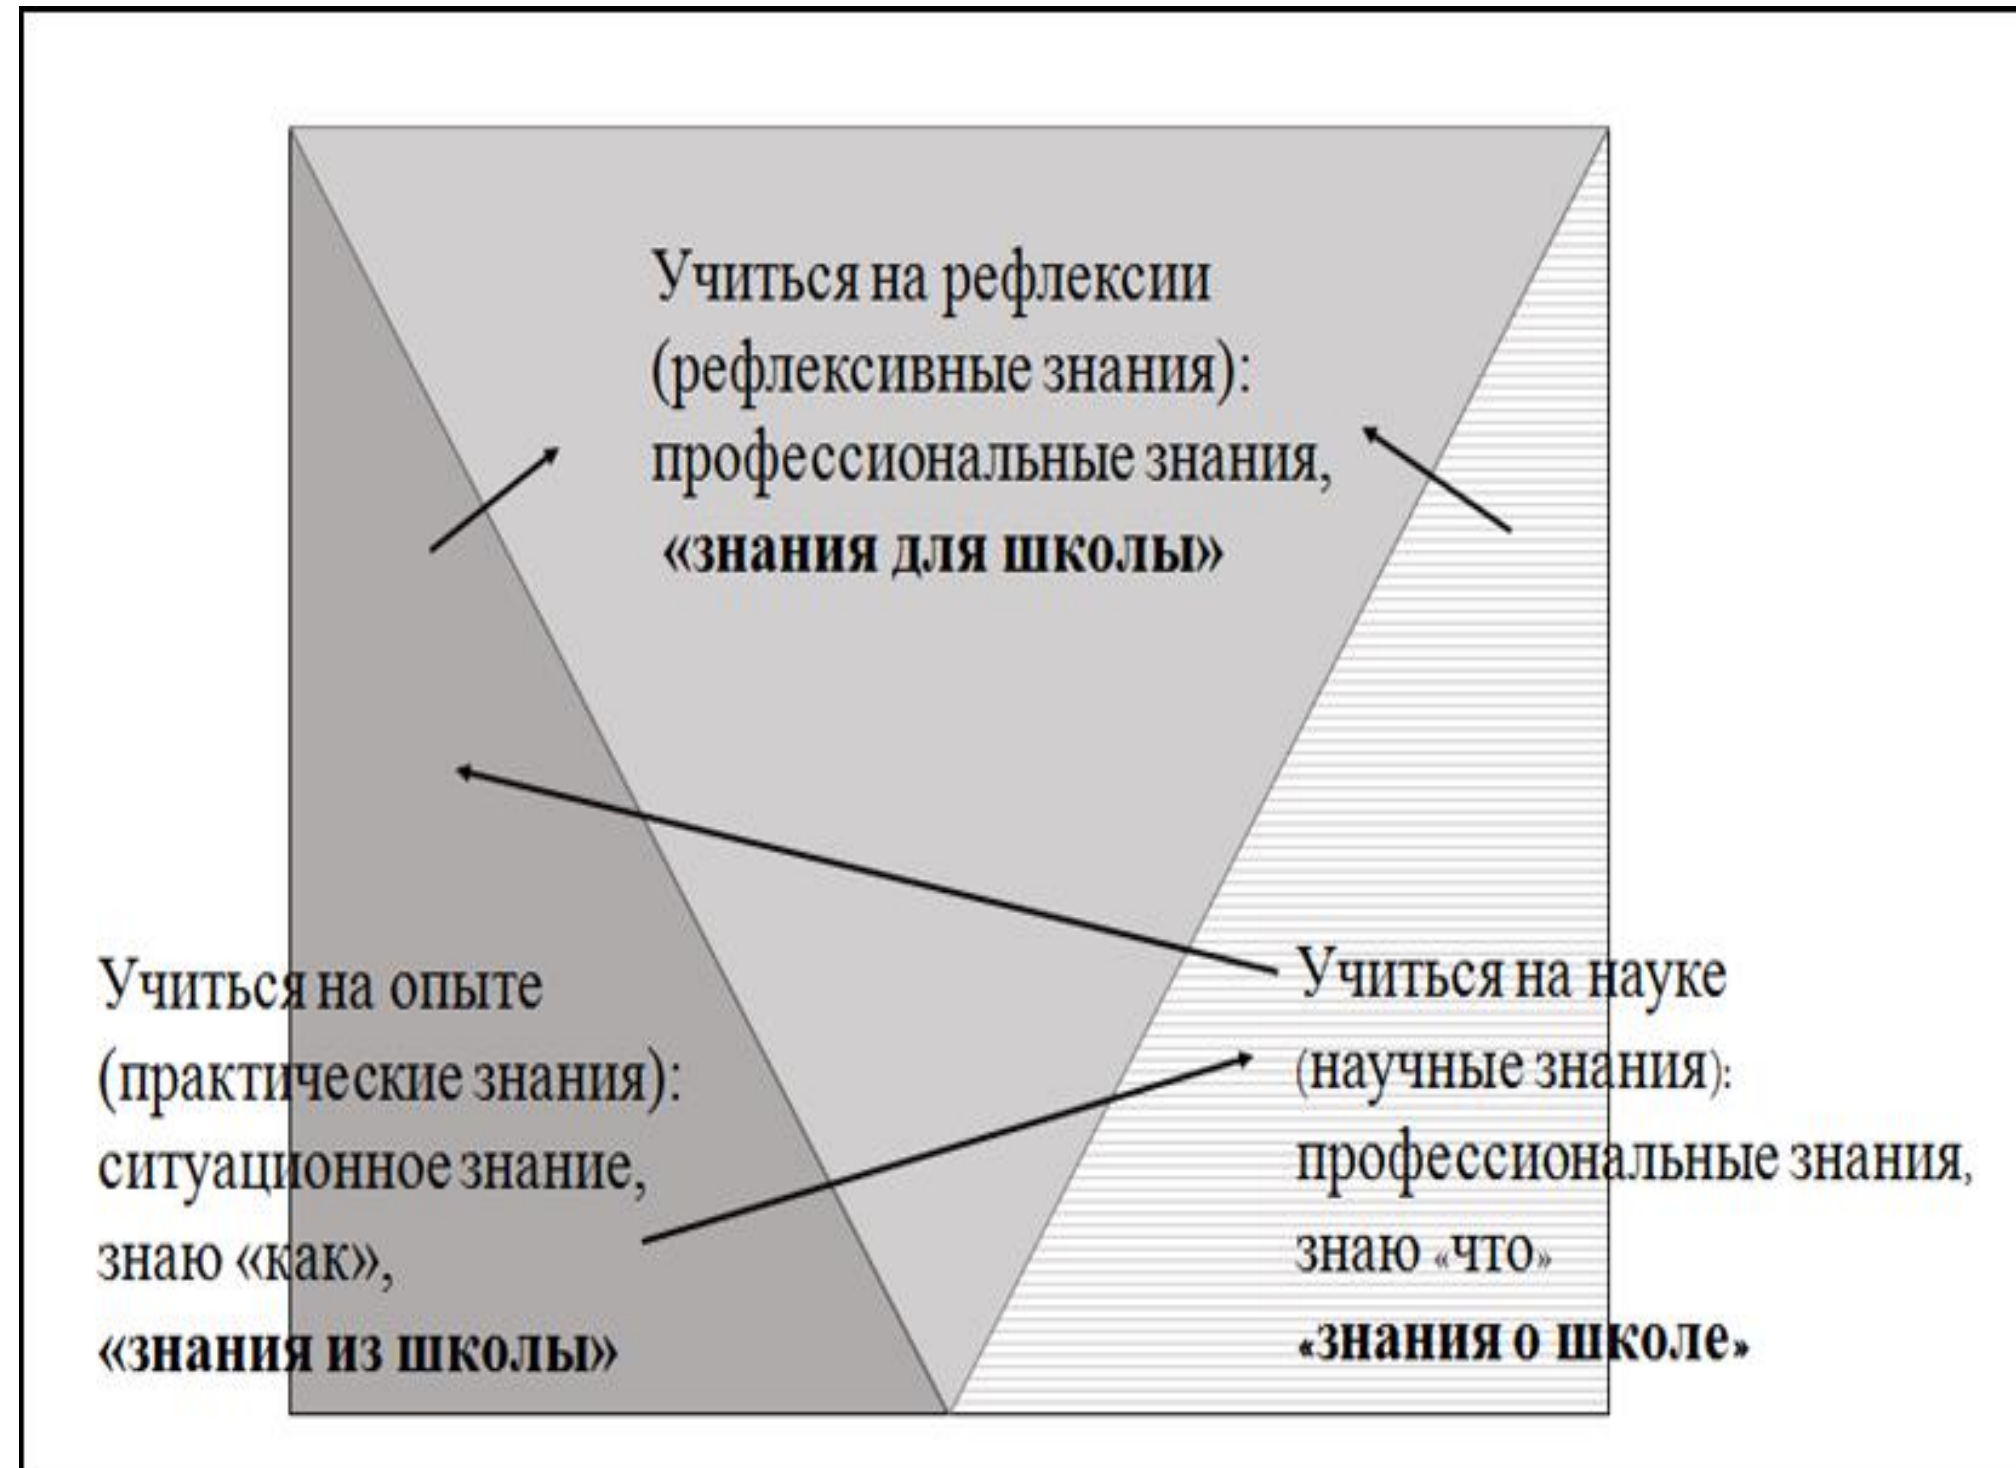 Учиться на рефлексии
(рефлексивные знания):
профессиональные знания,
«знания для школы»
Учиться на опыте
(практические знания):
ситуационное знание,
знаю «как»,
«знания из школы»
Учиться на науке
(научные знания):
профессиональные знания,
знаю «что»
«знания о школе»